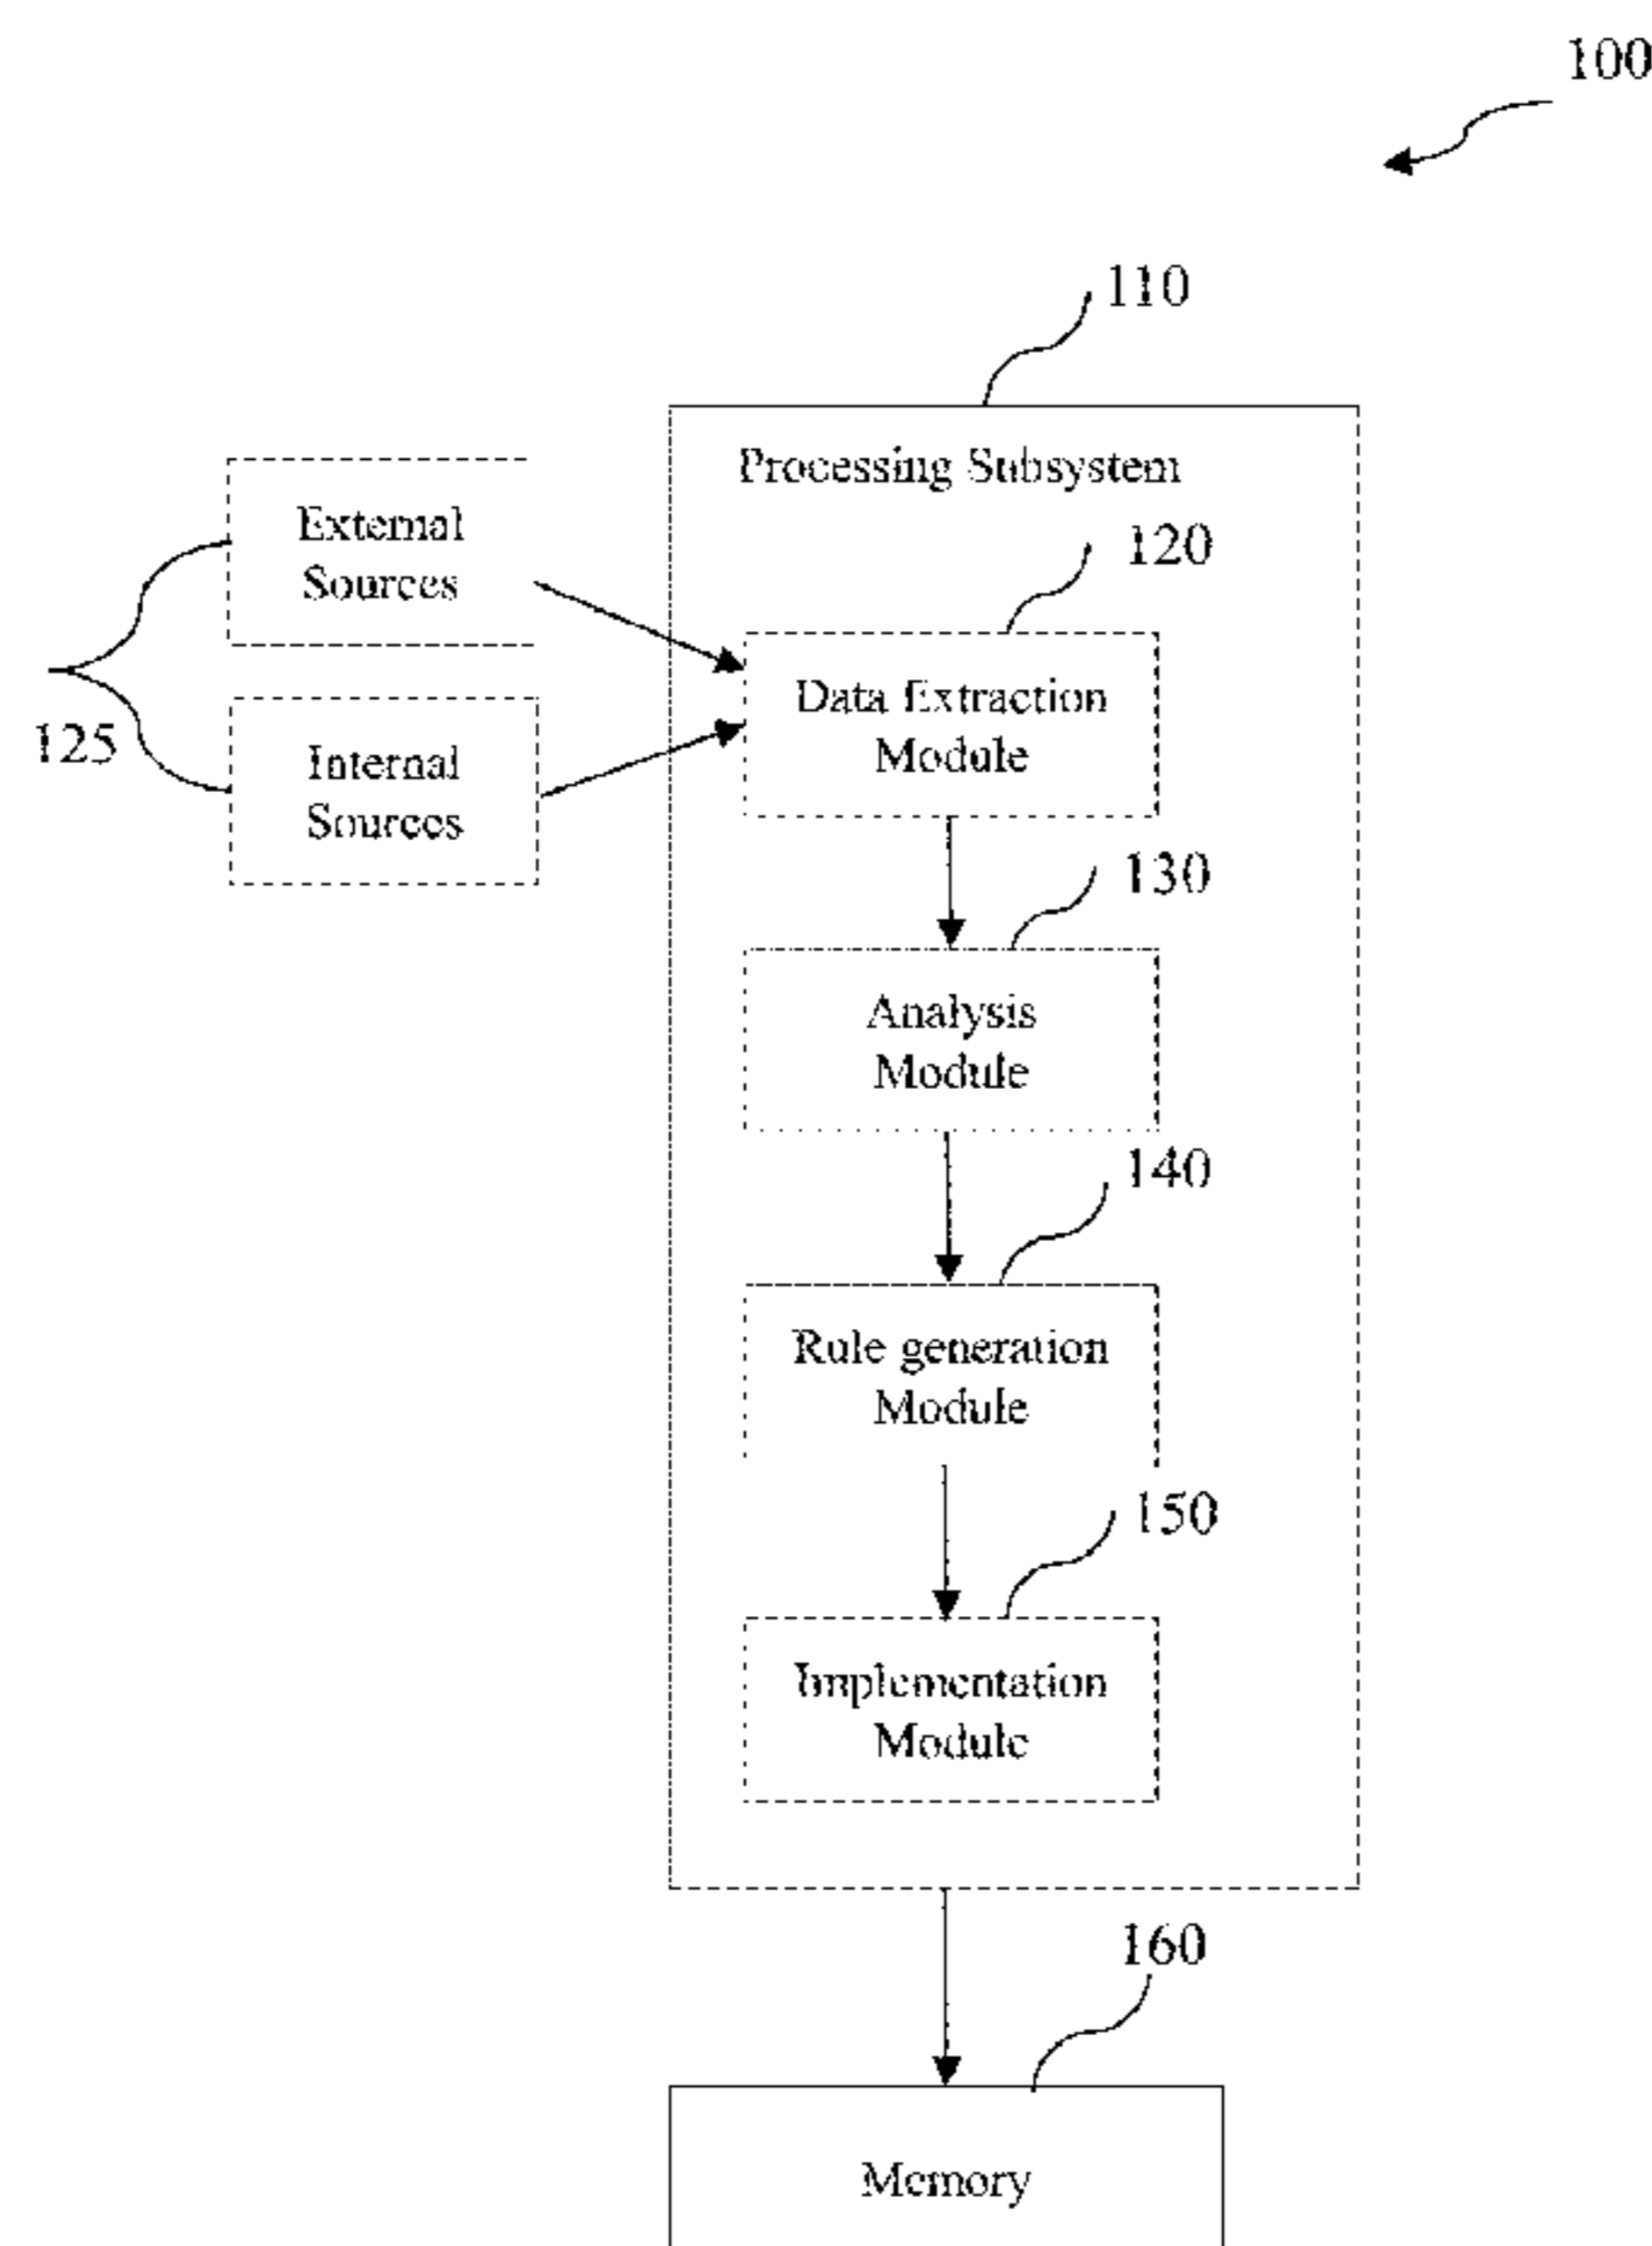 100
110
Processing Subsystem
External
Sources
120
Data Extraction
Module
125
Internal
Sources
130
Analysis
Module
140
Rule generation
Module
150
Implementation
Module
160
Memory